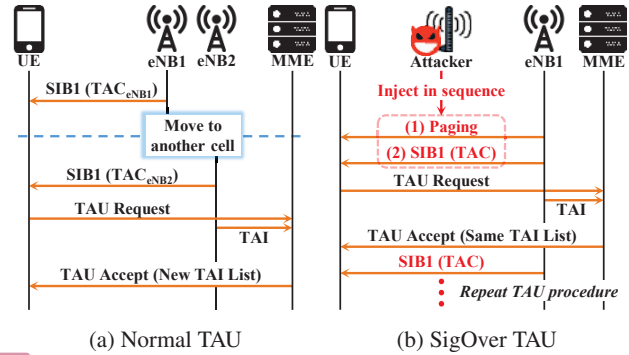 UE
eNB1
eNB2
MME
SIB1 (TAC_eNB1)
Move to
another cell
SIB1 (TAC_eNB2)
TAU Request
TAI
TAU Accept (New TAI List)
(a) Normal TAU
UE
Attacker
eNB1
MME
Inject in sequence
(1) Paging
(2) SIB1 (TAC)
TAU Request
TAI
TAU Accept (Same TAI List)
SIB1 (TAC)
Repeat TAU procedure
(b) SigOver TAU